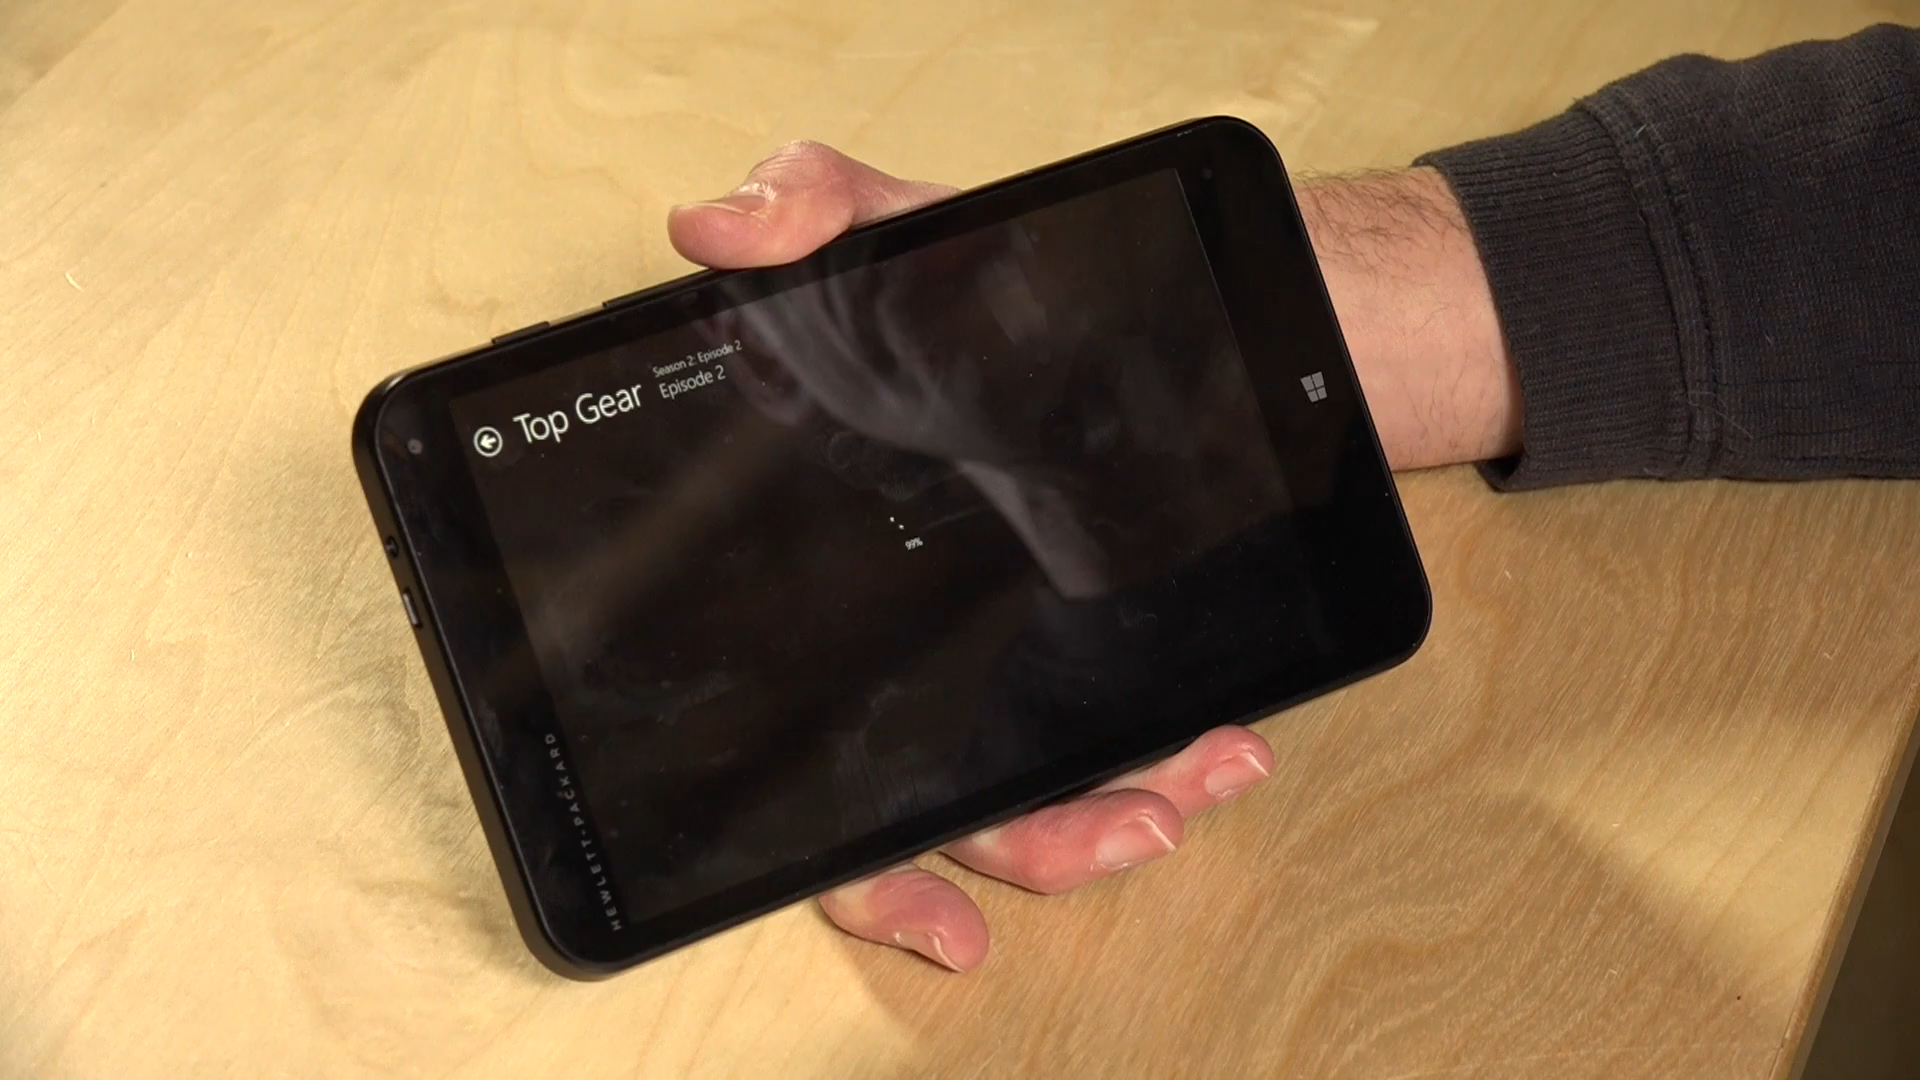 Top Gear
Season 2: Episode 2
Episode 2
99%
HEWLETT-PACKARD